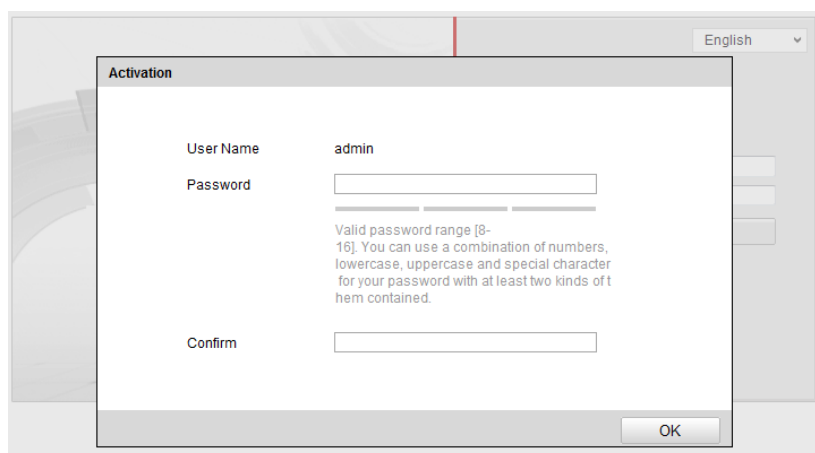 English
Activation
User Name admin
Password
Valid password range [8-
16]. You can use a combination of numbers,
lowercase, uppercase and special character
for your password with at least two kinds of t
hem contained.
Confirm
OK